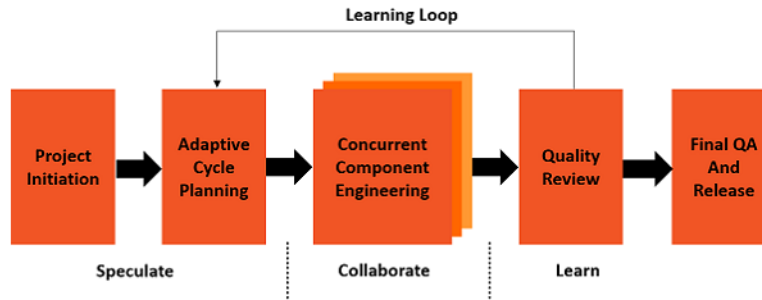 Learning Loop
Project
Initiation
Adaptive
Cycle
Planning
Concurrent
Component
Engineering
Quality
Review
Final QA
And
Release
Speculate
Collaborate
Learn